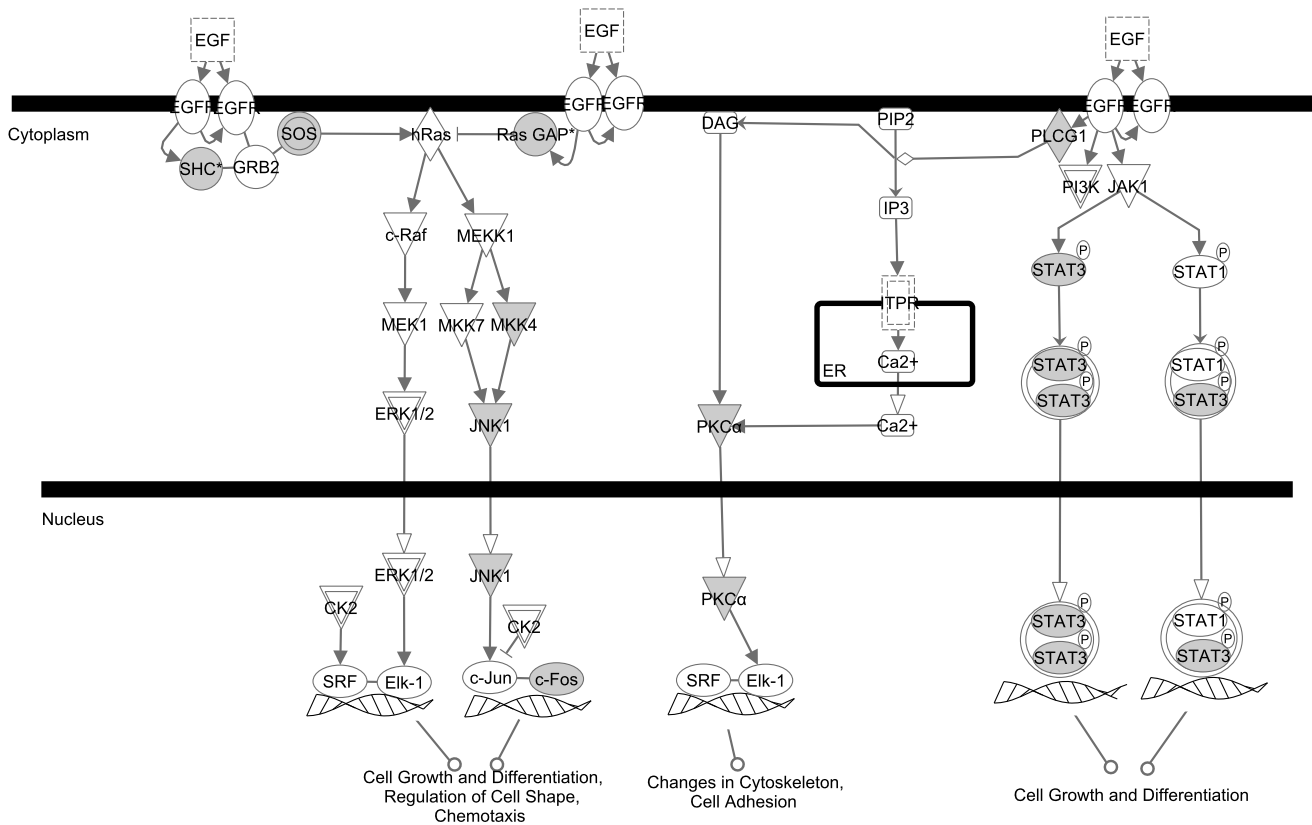 EGF
EGF
EGF
EGFR
EGFR
EGFR
EGFR
EGFR
EGFR
Cytoplasm
SOS
hRas
Ras GAP*
DAG
PIP2
PLCG1
SHC*
GRB2
PI3K
JAK1
IP3
c-Raf
MEKK1
STAT3
P
STAT1
P
ITPR
MEK1
MKK7
MKK4
Ca2+
ER
STAT3
P
STAT3
P
STAT1
P
STAT3
P
ERK1/2
JNK1
PKCα
Ca2+
Nucleus
ERK1/2
JNK1
CK2
CK2
PKCα
STAT3
P
STAT3
P
STAT1
P
STAT3
P
SRF
Elk-1
c-Jun
c-Fos
SRF
Elk-1
Cell Growth and Differentiation,
Regulation of Cell Shape,
Chemotaxis
Changes in Cytoskeleton,
Cell Adhesion
Cell Growth and Differentiation